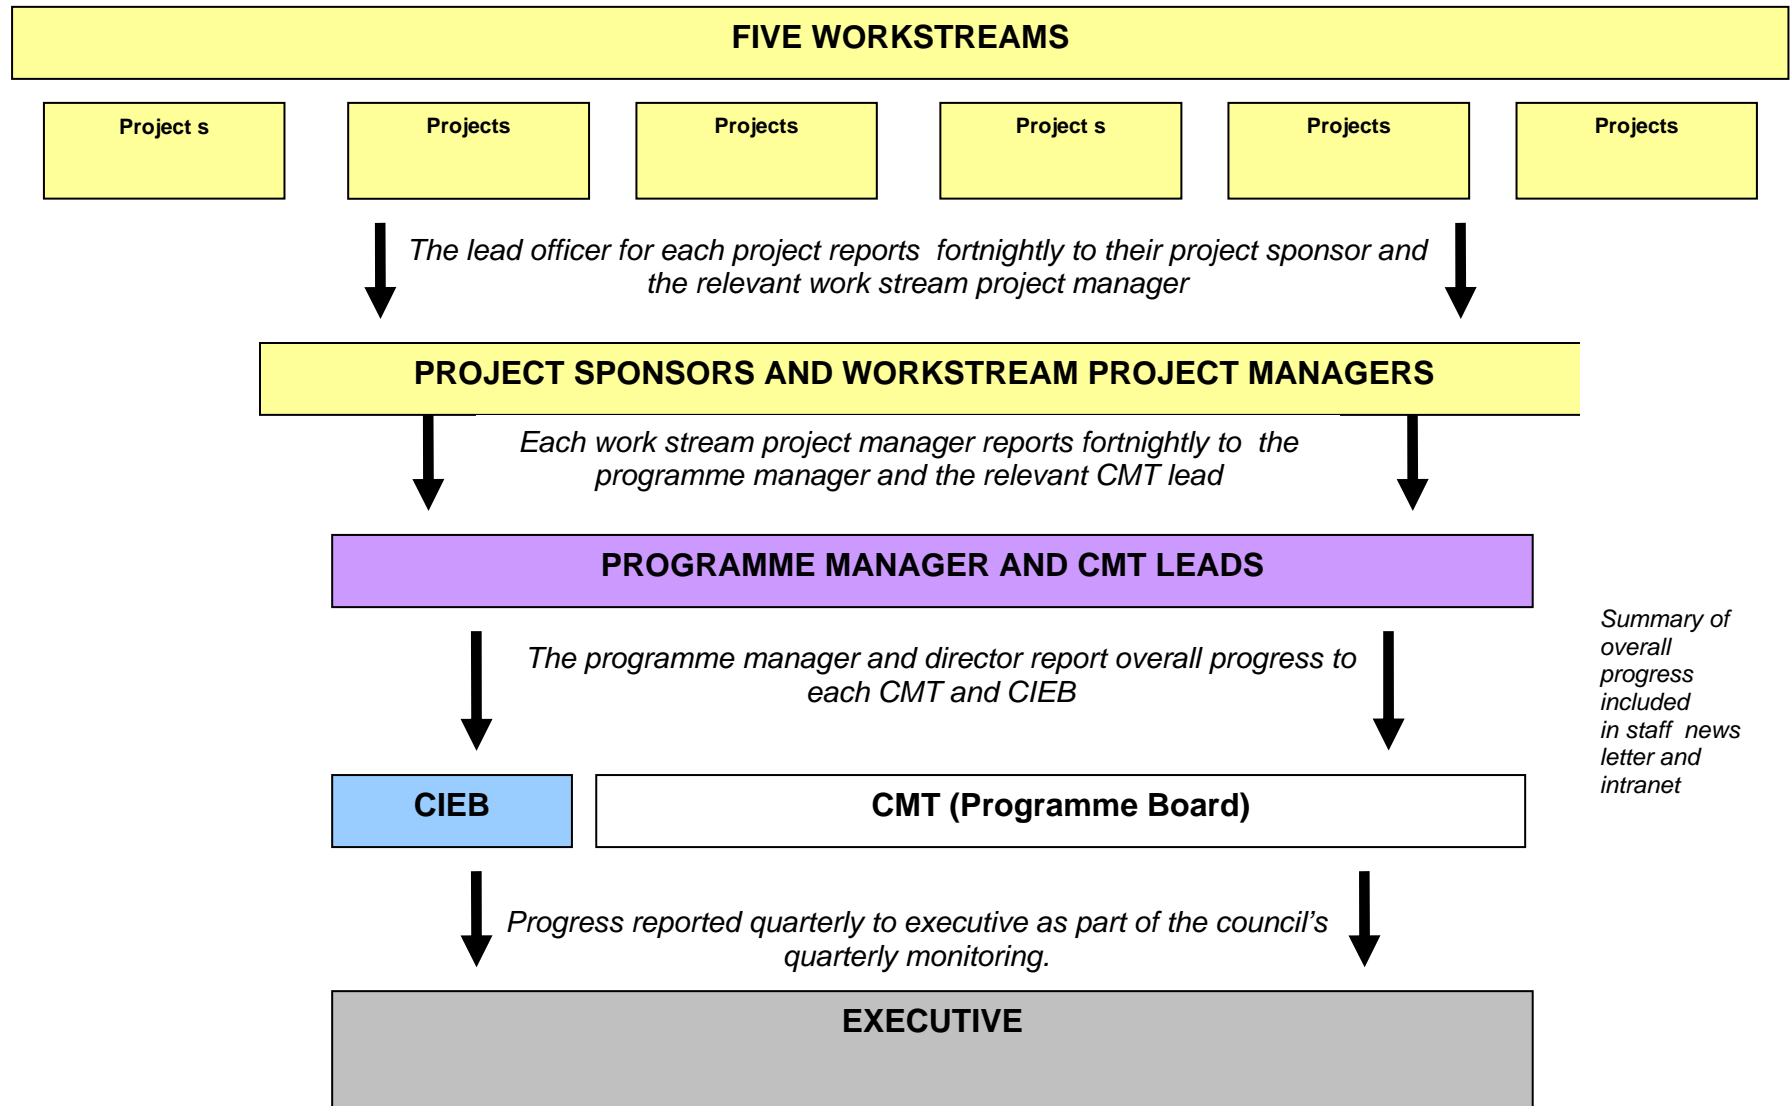 FIVE WORKSTREAMS
Project s
Projects
Projects
Project s
Projects
Projects
The lead officer for each project reports  fortnightly to their project sponsor and
the relevant work stream project manager
PROJECT SPONSORS AND WORKSTREAM PROJECT MANAGERS
Each work stream project manager reports fortnightly to  the
programme manager and the relevant CMT lead
PROGRAMME MANAGER AND CMT LEADS
The programme manager and director report overall progress to
each CMT and CIEB
Summary of
overall
progress
included
in staff  news
letter and
intranet
CIEB
CMT (Programme Board)
Progress reported quarterly to executive as part of the council’s
quarterly monitoring.
EXECUTIVE